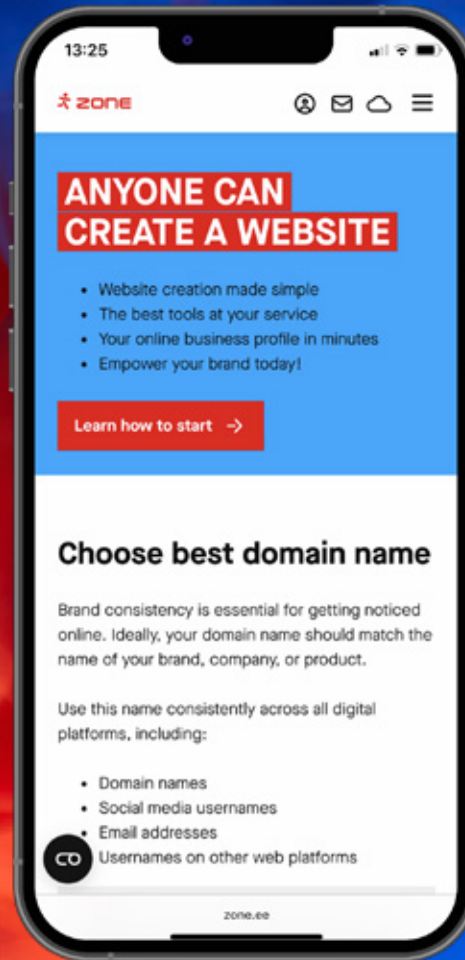 13:25
ZONE
ANYONE CAN
CREATE A WEBSITE
• Website creation made simple
• The best tools at your service
• Your online business profile in minutes
• Empower your brand today!
Learn how to start →
Choose best domain name
Brand consistency is essential for getting noticed
online. Ideally, your domain name should match the
name of your brand, company, or product.
Use this name consistently across all digital
platforms, including:
• Domain names
• Social media usernames
• Email addresses
Usernames on other web platforms
zone.ee